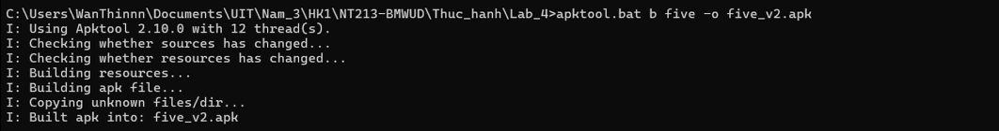 C:\Users\WanThinnn\Documents\UIT\Nam_3\HK1\NT213-BMWUD\Thuc_hanh\Lab_4>apktool.bat b five -o five_v2.apk
I: Using Apktool 2.10.0 with 12 thread(s).
I: Checking whether sources has changed...
I: Checking whether resources has changed...
I: Building resources...
I: Building apk file...
I: Copying unknown files/dir...
I: Built apk into: five_v2.apk